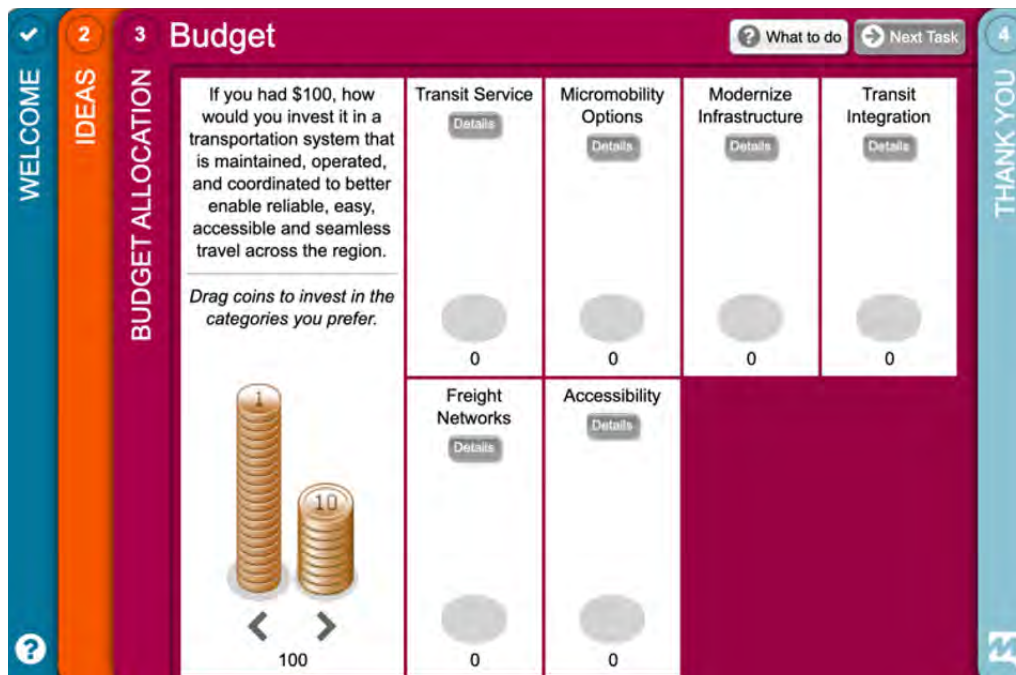 WELCOME
2
IDEAS
3
BUDGET ALLOCATION
Budget
? What to do
Next Task
If you had $100, how
would you invest it in a
transportation system that
is maintained, operated,
and coordinated to better
enable reliable, easy,
accessible and seamless
travel across the region.
Drag coins to invest in the
categories you prefer.
1
10
100
Transit Service
Details
0
Micromobility
Options
Details
0
Modernize
Infrastructure
Details
0
Transit
Integration
Details
0
Freight
Networks
Details
0
Accessibility
Details
0
4
THANK YOU
?